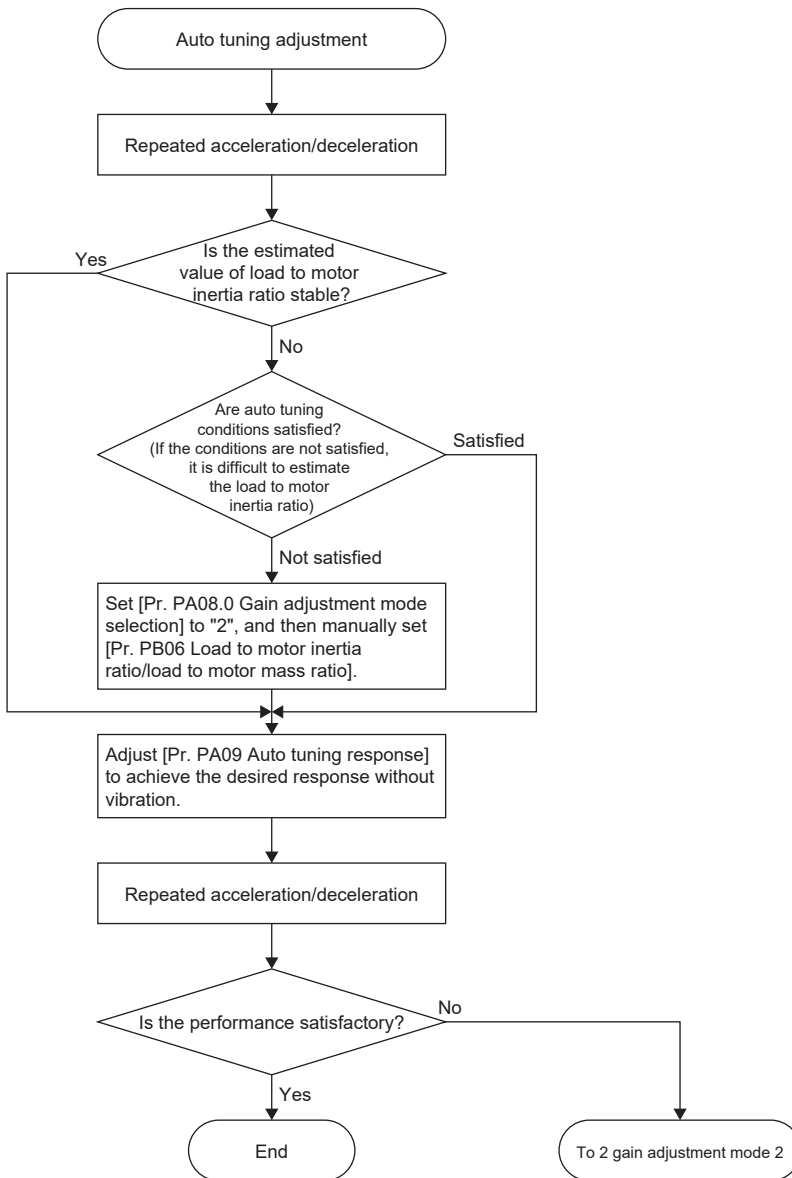 Auto tuning adjustment
Repeated acceleration/deceleration
Is the estimated
value of load to motor
inertia ratio stable?
Yes
No
Are auto tuning
conditions satisfied?
(If the conditions are not satisfied,
it is difficult to estimate
the load to motor
inertia ratio)
Satisfied
Not satisfied
Set [Pr. PA08.0 Gain adjustment mode
selection] to "2", and then manually set
[Pr. PB06 Load to motor inertia
ratio/load to motor mass ratio].
Adjust [Pr. PA09 Auto tuning response]
to achieve the desired response without
vibration.
Repeated acceleration/deceleration
Is the performance satisfactory?
No
Yes
End
To 2 gain adjustment mode 2